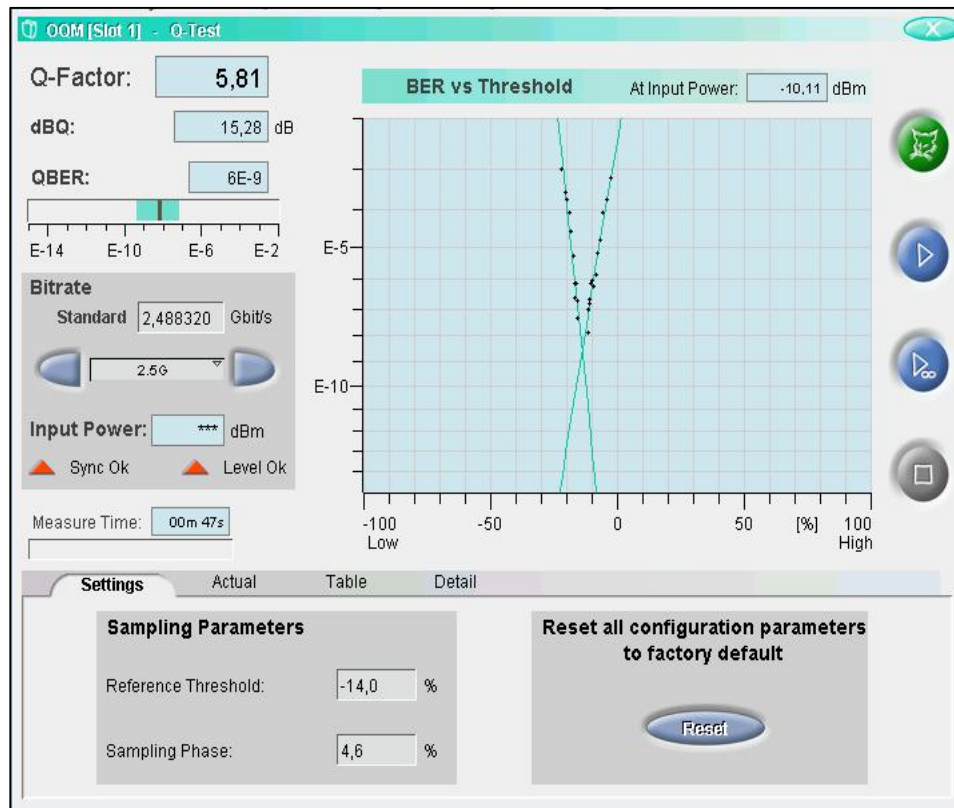 OOM [Slot 1] - Q-Test
Q-Factor: 5,81
dBQ: 15,28 dB
QBER: 6E-9
E-14 E-10 E-6 E-2
Bitrate
Standard 2,488320 Gbit/s
2.5G
Input Power: *** dBm
Sync Ok Level Ok
Measure Time: 00m 47s
BER vs Threshold At Input Power: -10,11 dBm
E-5
E-10
-100 -50 0 50 [%] 100
Low High
Settings Actual Table Detail
Sampling Parameters
Reference Threshold: -14,0 %
Sampling Phase: 4,6 %
Reset all configuration parameters
to factory default
Reset